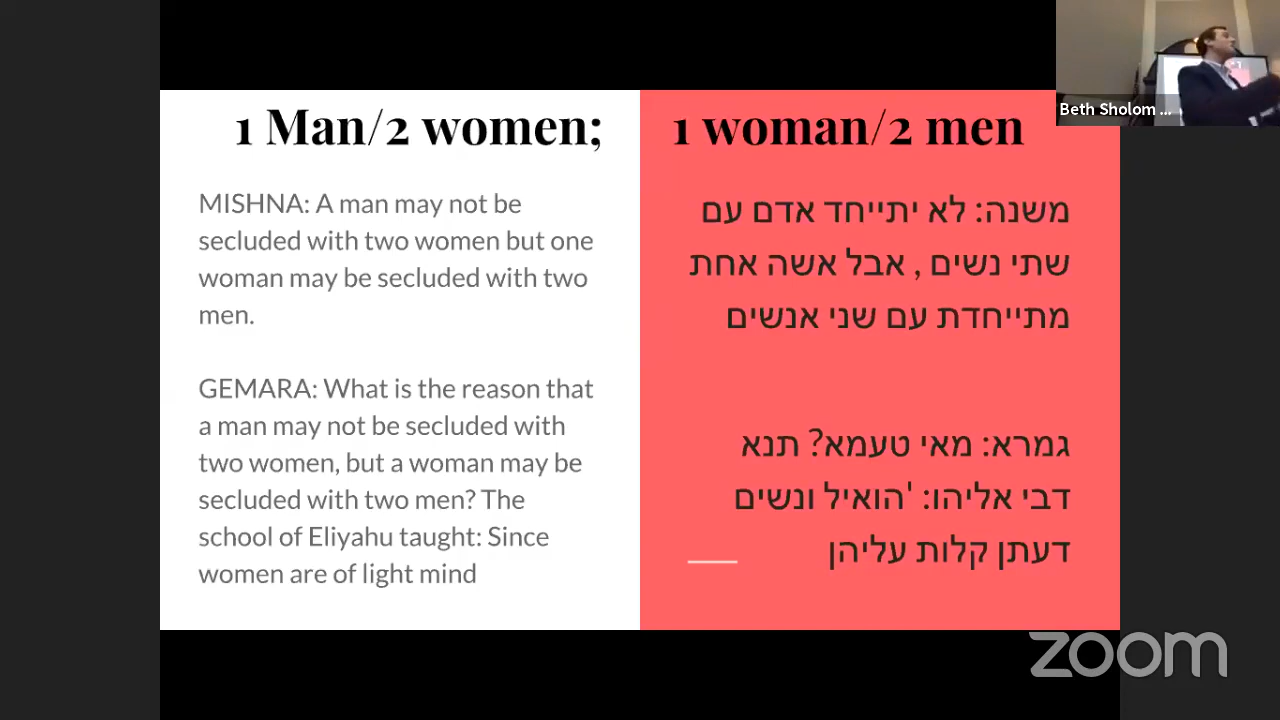 1 Man/2 women;
MISHNA: A man may not be
secluded with two women but one
woman may be secluded with two
men.
GEMARA: What is the reason that
a man may not be secluded with
two women, but a woman may be
secluded with two men? The
school of Eliyahu taught: Since
women are of light mind
1 woman/2 men
משנה: לא יתייחד אדם עם
שתי נשים , אבל אשה אחת
מתייחדת עם שני אנשים
גמרא: מאי טעמא? תנא
דבי אליהו: 'הואיל ונשים
דעתן קלות עליהן
Beth Sholom ...
zoom